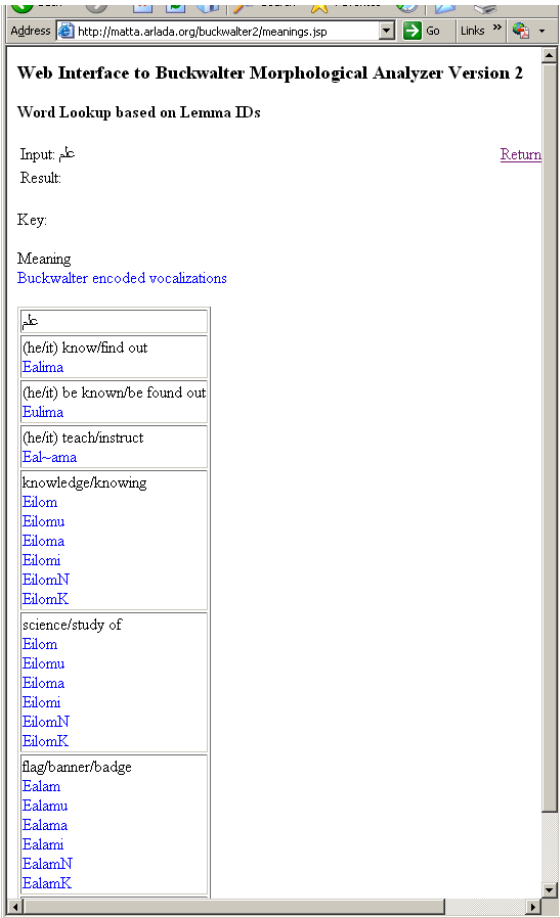 Address http://matta.arlada.org/buckwalter2/meanings.jsp Go Links »
Web Interface to Buckwalter Morphological Analyzer Version 2
Word Lookup based on Lemma IDs
Input: علم Return
Result:
Key:
Meaning
Buckwalter encoded vocalizations
علم
(he/it) know/find out
Ealima
(he/it) be known/be found out
Eulima
(he/it) teach/instruct
Eal~ama
knowledge/knowing
Eilom
Eilomu
Eiloma
Eilomi
EilomN
EilomK
science/study of
Eilom
Eilomu
Eiloma
Eilomi
EilomN
EilomK
flag/banner/badge
Ealam
Ealamu
Ealama
Ealami
EalamN
EalamK